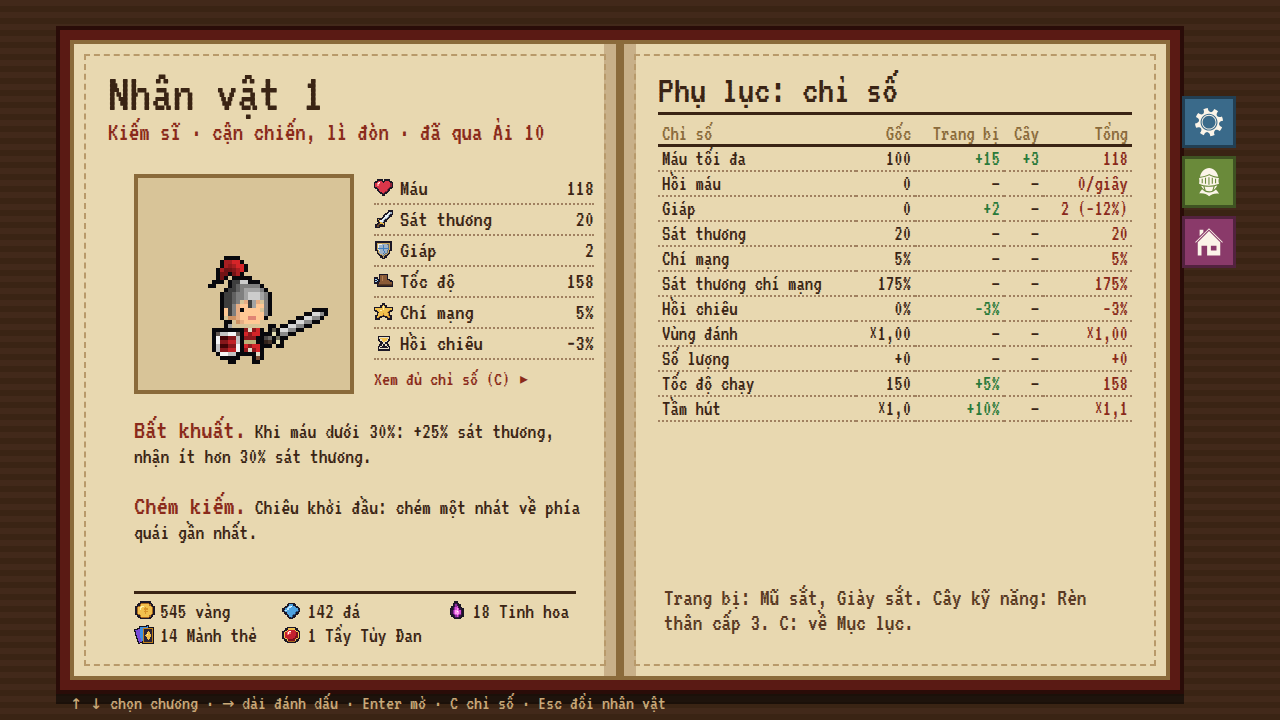 Nhân vật 1
Kiếm sĩ · cận chiến, lì đòn · đã qua Ải 10
Máu 118
Sát thương 20
Giáp 2
Tốc độ 158
Chí mạng 5%
Hồi chiêu -3%
Xem đủ chỉ số (C) ►
Bất khuất. Khi máu dưới 30%: +25% sát thương,
nhận ít hơn 30% sát thương.
Chém kiếm. Chiêu khởi đầu: chém một nhát về phía
quái gần nhất.
545 vàng 142 đá 18 Tinh hoa
14 Mảnh thẻ 1 Tẩy Tủy Đan
Phụ lục: chỉ số
Chỉ số Gốc Trang bị Cây Tổng
Máu tối đa 100 +15 +3 118
Hồi máu 0 – – 0/giây
Giáp 0 +2 – 2 (-12%)
Sát thương 20 – – 20
Chí mạng 5% – – 5%
Sát thương chí mạng 175% – – 175%
Hồi chiêu 0% -3% – -3%
Vùng đánh ×1,00 – – ×1,00
Số lượng +0 – – +0
Tốc độ chạy 150 +5% – 158
Tầm hút ×1,0 +10% – ×1,1
Trang bị: Mũ sắt, Giày sắt. Cây kỹ năng: Rèn
thân cấp 3. C: về Mục lục.
↑ ↓ chọn chương · → dải đánh dấu · Enter mở · C chỉ số · Esc đổi nhân vật